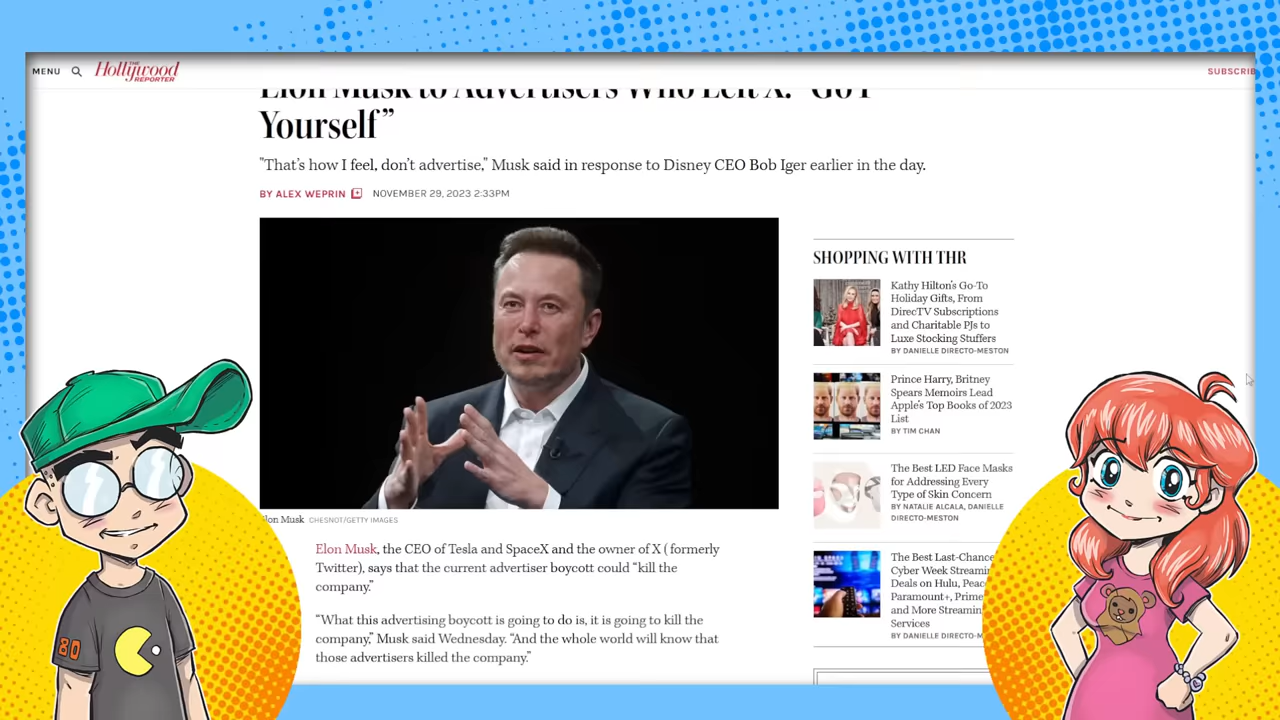 MENU
THE
Hollywood
REPORTER
SUBSCRIB
Elon Musk to Advertisers Who Left X: “Go F
Yourself”
"That’s how I feel, don’t advertise,” Musk said in response to Disney CEO Bob Iger earlier in the day.
BY ALEX WEPRIN
NOVEMBER 29, 2023 2:33PM
lon Musk CHESNOT/GETTY IMAGES
Elon Musk, the CEO of Tesla and SpaceX and the owner of X ( formerly
Twitter), says that the current advertiser boycott could “kill the
company.”
“What this advertising boycott is going to do is, it is going to kill the
company,” Musk said Wednesday. “And the whole world will know that
those advertisers killed the company.”
SHOPPING WITH THR
Kathy Hilton’s Go-To
Holiday Gifts, From
DirecTV Subscriptions
and Charitable PJs to
Luxe Stocking Stuffers
BY DANIELLE DIRECTO-MESTON
Prince Harry, Britney
Spears Memoirs Lead
Apple’s Top Books of 2023
List
BY TIM CHAN
The Best LED Face Masks
for Addressing Every
Type of Skin Concern
BY NATALIE ALCALA, DANIELLE
DIRECTO-MESTON
The Best Last-Chance
Cyber Week Streamin
Deals on Hulu, Peac
Paramount+, Prime
and More Streamin
Services
BY DANIELLE DIRECTO-M
80